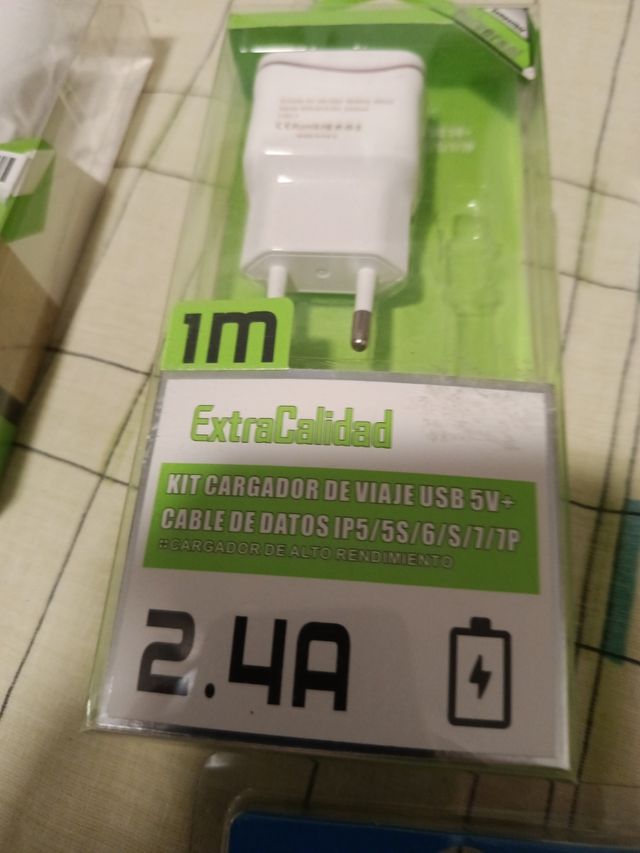 1m
ExtraCalidad
KIT CARGADOR DE VIAJE USB 5V+
CABLE DE DATOS IP5/5S/6/S/7/7P
::CARGADOR DE ALTO RENDIMIENTO
2.4A